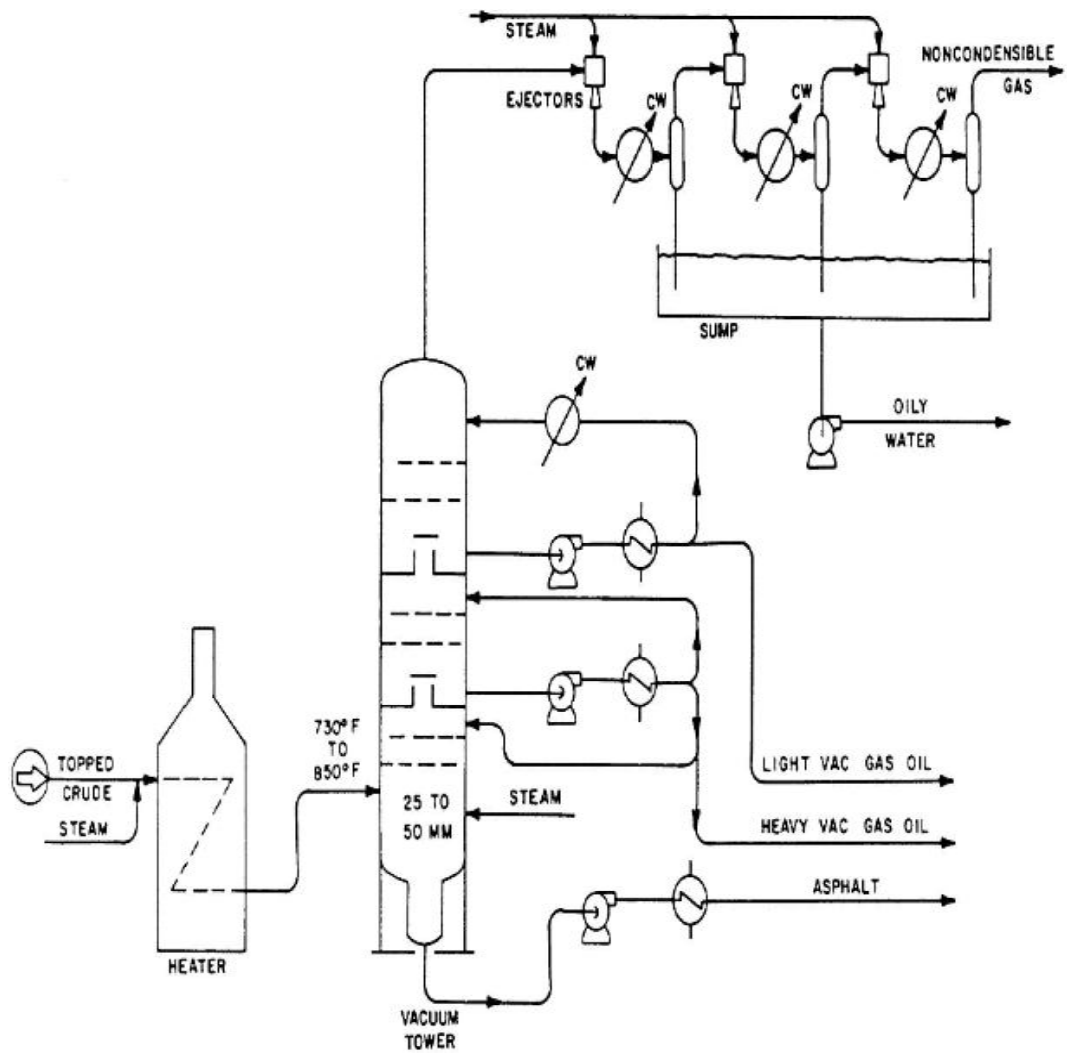 STEAM
NONCONDENSIBLE
GAS
EJECTORS
CW
CW
CW
SUMP
CW
OILY
WATER
730°F
TO
850°F
TOPPED
CRUDE
STEAM
25 TO
50 MM
STEAM
LIGHT VAC GAS OIL
HEAVY VAC GAS OIL
ASPHALT
HEATER
VACUUM
TOWER